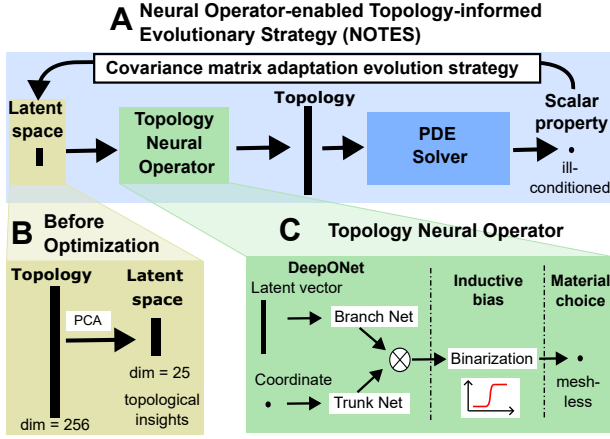 A Neural Operator-enabled Topology-informed
Evolutionary Strategy (NOTES)
Covariance matrix adaptation evolution strategy
Latent
space
Topology
Neural
Operator
Topology
PDE
Solver
Scalar
property
ill-
conditioned
B Before
Optimization
Topology
Latent
space
PCA
dim = 25
topological
insights
dim = 256
C Topology Neural Operator
DeepONet
Latent vector
Branch Net
Coordinate
Trunk Net
Inductive
bias
Binarization
Material
choice
mesh-
less